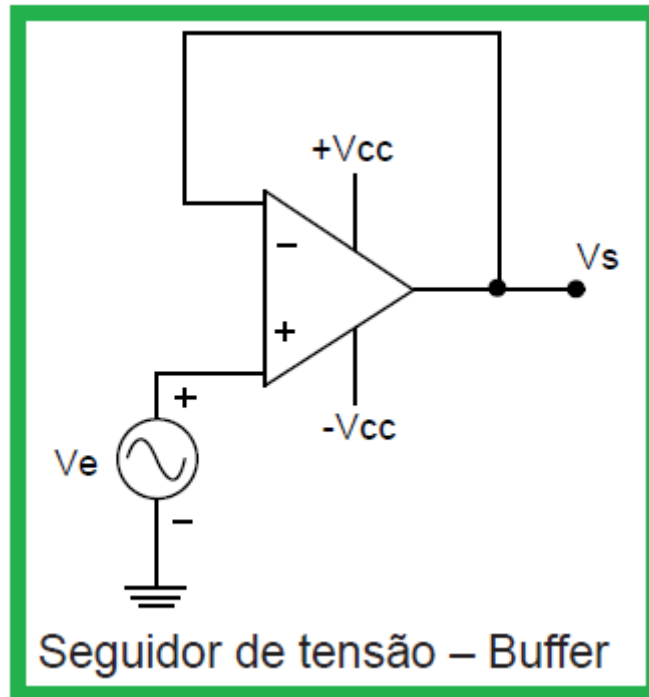 +Vcc
−
Vs
+
+
-Vcc
Ve
−
Seguidor de tensão – Buffer